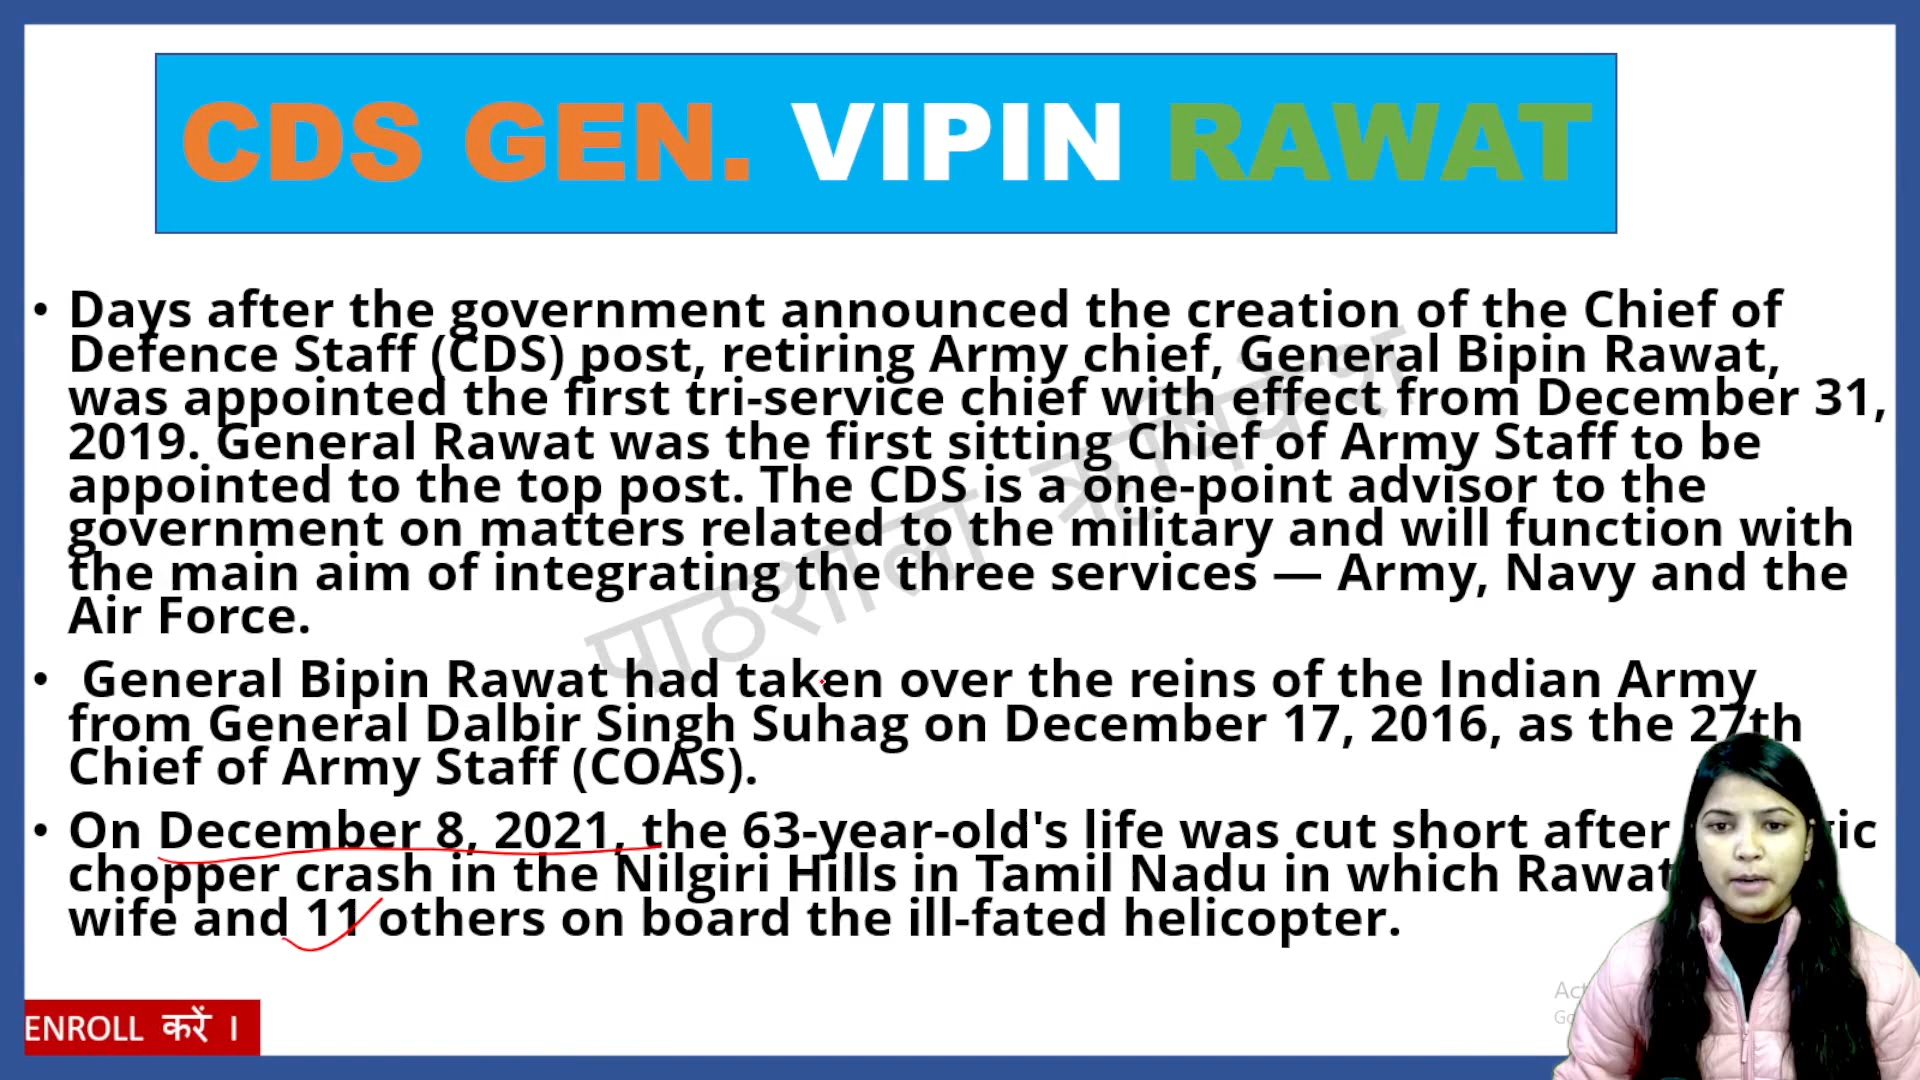 CDS GEN. VIPIN RAWAT
• Days after the government announced the creation of the Chief of
Defence Staff (CDS) post, retiring Army chief, General Bipin Rawat,
was appointed the first tri-service chief with effect from December 31,
2019. General Rawat was the first sitting Chief of Army Staff to be
appointed to the top post. The CDS is a one-point advisor to the
government on matters related to the military and will function with
the main aim of integrating the three services — Army, Navy and the
Air Force.
पाठशाला ऋषिकेश
• General Bipin Rawat had taken over the reins of the Indian Army
from General Dalbir Singh Suhag on December 17, 2016, as the 27th
Chief of Army Staff (COAS).
• On December 8, 2021, the 63-year-old's life was cut short after
chopper crash in the Nilgiri Hills in Tamil Nadu in which Rawat
wife and 11 others on board the ill-fated helicopter.
ENROLL करें ।